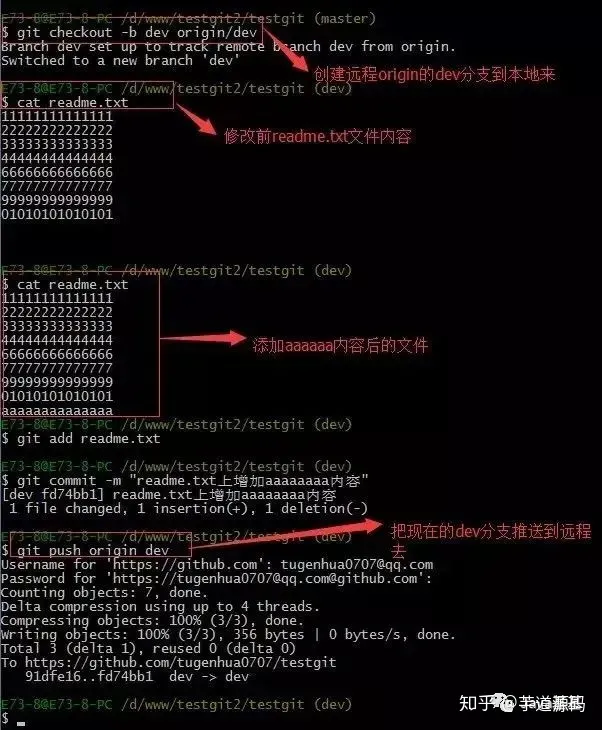 E73-8@E73-8-PC /d/www/testgit2/testgit (master)
$ git checkout -b dev origin/dev
Branch dev set up to track remote branch dev from origin.
Switched to a new branch 'dev'
创建远程origin的dev分支到本地来
E73-8@E73-8-PC /d/www/testgit2/testgit (dev)
$ cat readme.txt
11111111111111
22222222222222
修改前readme.txt文件内容
33333333333333
44444444444444
66666666666666
77777777777777
99999999999999
01010101010101
E73-8@E73-8-PC /d/www/testgit2/testgit (dev)
$ cat readme.txt
11111111111111
22222222222222
33333333333333
44444444444444
添加aaaaaa内容后的文件
66666666666666
77777777777777
99999999999999
01010101010101
aaaaaaaaaaaaaa
E73-8@E73-8-PC /d/www/testgit2/testgit (dev)
$ git add readme.txt
E73-8@E73-8-PC /d/www/testgit2/testgit (dev)
$ git commit -m "readme.txt上增加aaaaaaaa内容"
[dev fd74bb1] readme.txt上增加aaaaaaaa内容
1 file changed, 1 insertion(+), 1 deletion(-)
E73-8@E73-8-PC /d/www/testgit2/testgit (dev)
把现在的dev分支推送到远程
去
$ git push origin dev
Username for 'https://github.com': tugenhua0707@qq.com
Password for 'https://tugenhua0707@qq.com@github.com':
Counting objects: 7, done.
Delta compression using up to 4 threads.
Compressing objects: 100% (3/3), done.
Writing objects: 100% (3/3), 356 bytes | 0 bytes/s, done.
Total 3 (delta 1), reused 0 (delta 0)
To https://github.com/tugenhua0707/testgit
91dfe16..fd74bb1 dev -> dev
E73-8@E73-8-PC /d/www/testgit2/testgit (dev)
$
知乎 @芋道源码